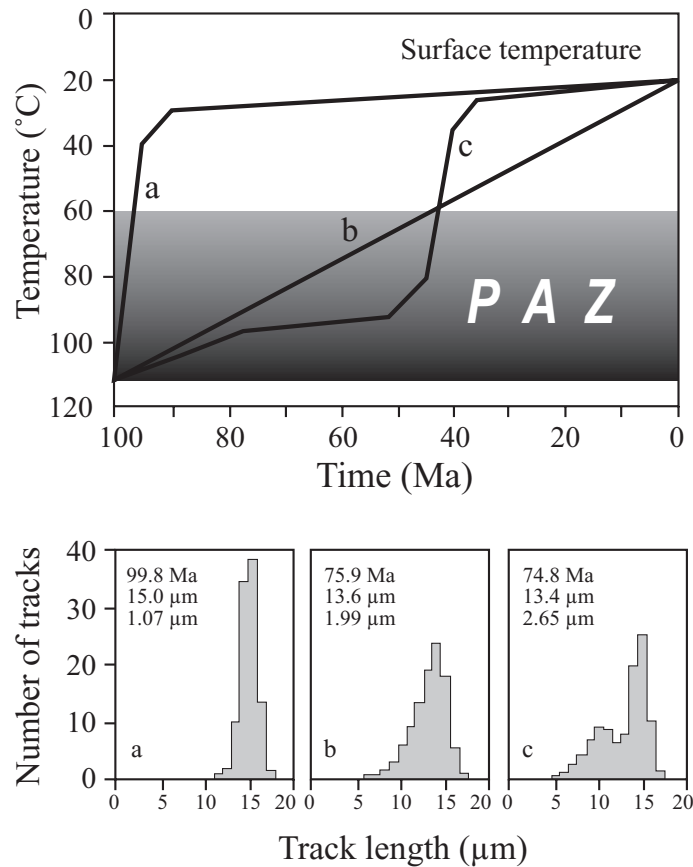 0
20
40
60
80
100
120
Temperature (˚C)
Surface temperature
a
b
c
P A Z
100 80 60 40 20 0
Time (Ma)
Number of tracks
40
30
20
10
0
99.8 Ma
15.0 µm
1.07 µm
a
75.9 Ma
13.6 µm
1.99 µm
b
74.8 Ma
13.4 µm
2.65 µm
c
0 5 10 15 20 0 5 10 15 20 0 5 10 15 20
Track length (µm)